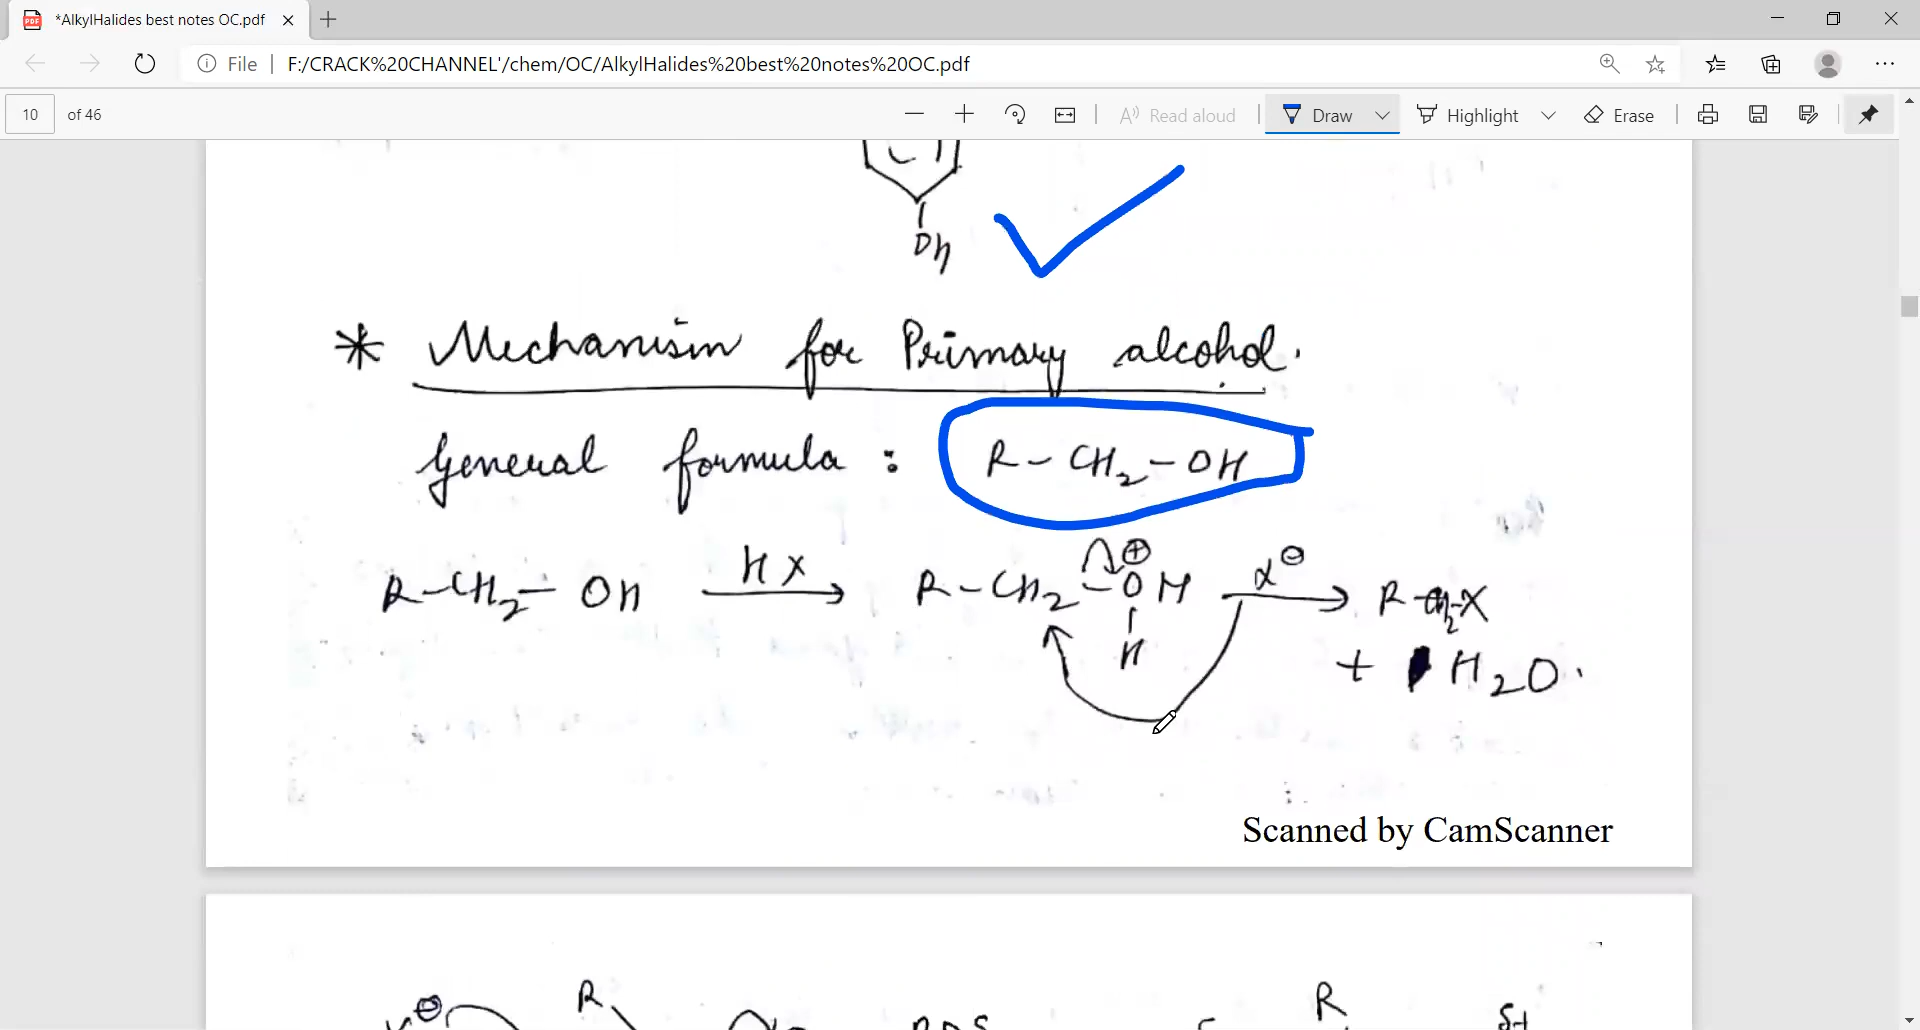 *AlkylHalides best notes OC.pdf
File | F:/CRACK%20CHANNEL'/chem/OC/AlkylHalides%20best%20notes%20OC.pdf
10 of 46 Read aloud Draw Highlight Erase
* Mechanism for Primary alcohol.
General formula : R-CH2-OH
R-CH2-OH HX → R-CH2-OH ⊕ X⊖ → R-CH2-X
H
+ H2O.
Scanned by CamScanner
⊖ R R
RDS δ+